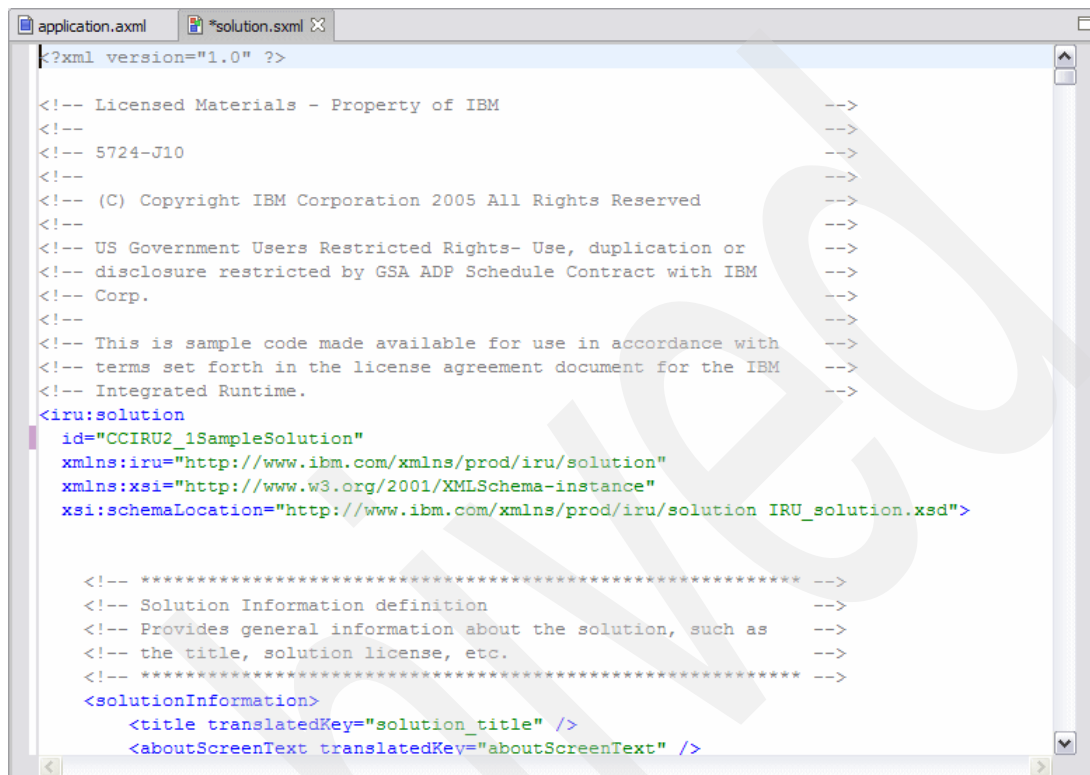 application.axml *solution.sxml
<?xml version="1.0" ?>
<!-- Licensed Materials - Property of IBM -->
<!-- -->
<!-- 5724-J10 -->
<!-- -->
<!-- (C) Copyright IBM Corporation 2005 All Rights Reserved -->
<!-- -->
<!-- US Government Users Restricted Rights- Use, duplication or -->
<!-- disclosure restricted by GSA ADP Schedule Contract with IBM -->
<!-- Corp. -->
<!-- -->
<!-- This is sample code made available for use in accordance with -->
<!-- terms set forth in the license agreement document for the IBM -->
<!-- Integrated Runtime. -->
<iru:solution
id="CCIRU2_1SampleSolution"
xmlns:iru="http://www.ibm.com/xmlns/prod/iru/solution"
xmlns:xsi="http://www.w3.org/2001/XMLSchema-instance"
xsi:schemaLocation="http://www.ibm.com/xmlns/prod/iru/solution IRU_solution.xsd">
<!-- *********************************************************** -->
<!-- Solution Information definition -->
<!-- Provides general information about the solution, such as -->
<!-- the title, solution license, etc. -->
<!-- *********************************************************** -->
<solutionInformation>
<title translatedKey="solution_title" />
<aboutScreenText translatedKey="aboutScreenText" />